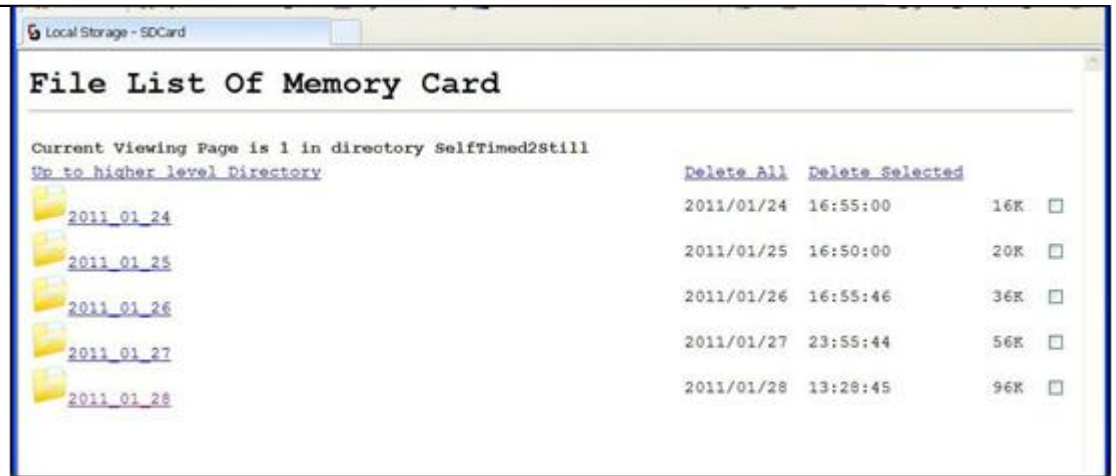 Local Storage - SDCard
File List Of Memory Card
Current Viewing Page is 1 in directory SelfTimed2Still
Up to higher level Directory Delete All Delete Selected
2011_01_24 2011/01/24 16:55:00 16K
2011_01_25 2011/01/25 16:50:00 20K
2011_01_26 2011/01/26 16:55:46 36K
2011_01_27 2011/01/27 23:55:44 56K
2011_01_28 2011/01/28 13:28:45 96K